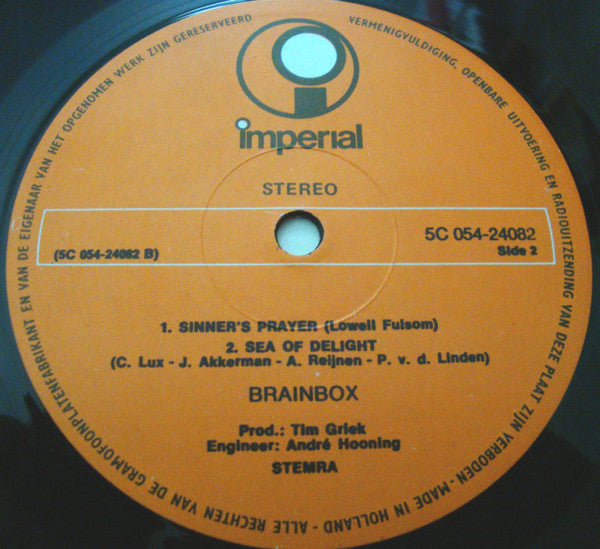 ALLE RECHTEN VAN DE GRAMOFOONPLATENFABRIKANT EN VAN DE EIGENAAR VAN HET OPGENOMEN WERK ZIJN GERESERVEERD
VERMENIGVULDIGING, OPENBARE UITVOERING EN RADIOUITZENDING VAN DEZE PLAAT ZIJN VERBODEN - MADE IN HOLLAND -
imperial
STEREO
5C 054-24082
(5C 054-24082 B)
Side 2
1. SINNER'S PRAYER (Lowell Fulsom)
2. SEA OF DELIGHT
(C. Lux - J. Akkerman - A. Reijnen - P. v. d. Linden)
BRAINBOX
Prod.: Tim Griek
Engineer: André Hooning
STEMRA